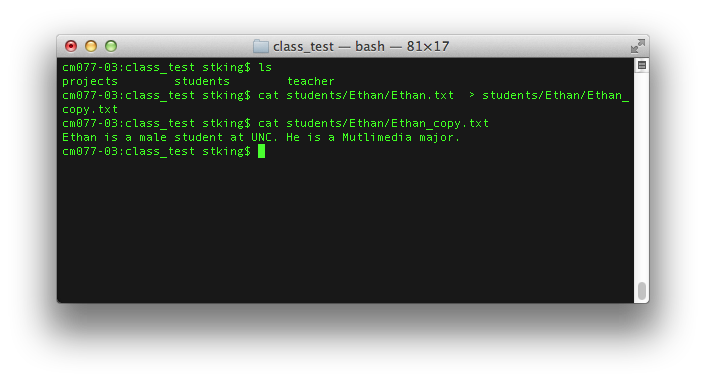 class_test — bash — 81×17
cm077-03:class_test stking$ ls
projects        students        teacher
cm077-03:class_test stking$ cat students/Ethan/Ethan.txt  > students/Ethan/Ethan_
copy.txt
cm077-03:class_test stking$ cat students/Ethan/Ethan_copy.txt
Ethan is a male student at UNC. He is a Mutlimedia major.
cm077-03:class_test stking$